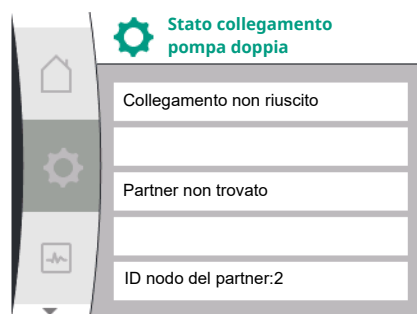 Stato collegamento
pompa doppia
Collegamento non riuscito
Partner non trovato
ID nodo del partner:2